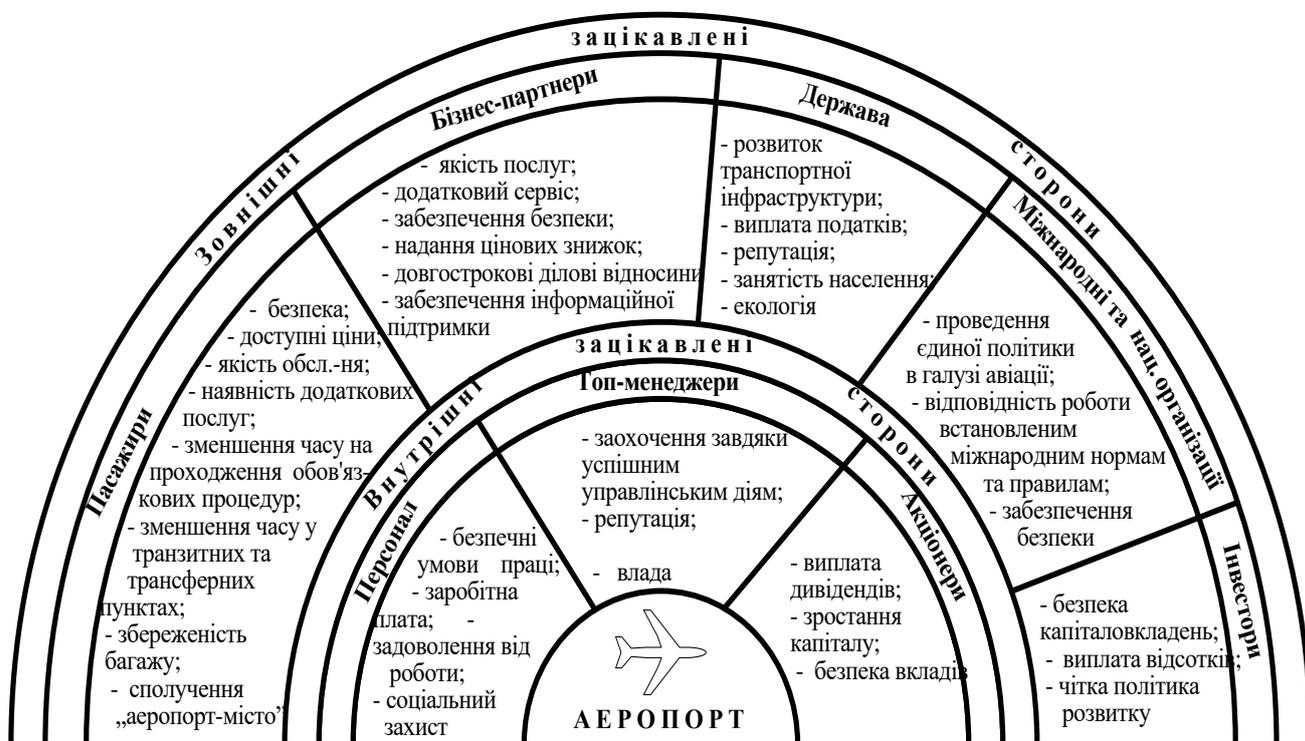 Зовнішні зацікавлені сторони
Пасажири
- безпека;
- доступні ціни;
- якість обсл.-ня;
- наявність додаткових
послуг;
- зменшення часу на
проходження обов'яз-
кових процедур;
- зменшення часу у
транзитних та
трансферних
пунктах;
- збереженість
багажу;
- сполучення
„аеропорт-місто”
Бізнес-партнери
- якість послуг;
- додатковий сервіс;
- забезпечення безпеки;
- надання цінових знижок;
- довгострокові ділові відносини
- забезпечення інформаційної
підтримки
Держава
- розвиток
транспортної
інфраструктури;
- виплата податків;
- репутація;
- занятість населення;
- екологія
Міжнародні та нац. організації
- проведення
єдиної політики
в галузі авіації;
- відповідність роботи
встановленим
міжнародним нормам
та правилам;
- забезпечення
безпеки
Інвестори
- безпека
капіталовкладень;
- виплата відсотків;
- чітка політика
розвитку
Внутрішні зацікавлені сторони
Персонал
- безпечні
умови праці;
- заробітна
плата; -
задоволення від
роботи;
- соціальний
захист
Топ-менеджери
- заохочення завдяки
успішним
управлінським діям;
- репутація;
- влада
Акціонери
- виплата
дивідендів;
- зростання
капіталу;
- безпека вкладів
АЕРОПОРТ